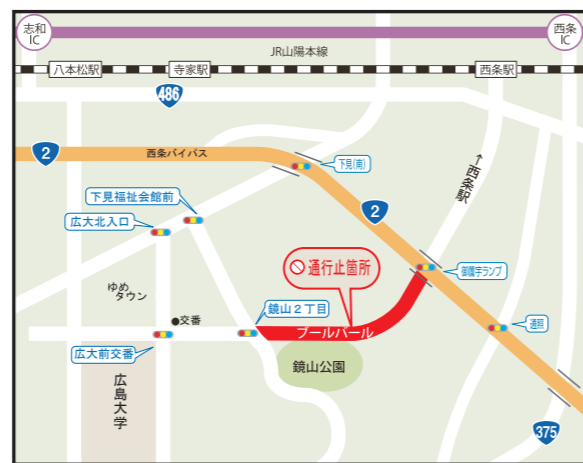 志和
IC
西条
IC
JR山陽本線
八本松駅
寺家駅
西条駅
486
2
西条バイパス
下見(南)
↑西条駅
下見福祉会館前
2
広大北入口
通行止箇所
御薗宇ランプ
ゆめ
タウン
●交番
鏡山2丁目
ブールバール
道照
広大前交番
鏡山公園
広島大学
375